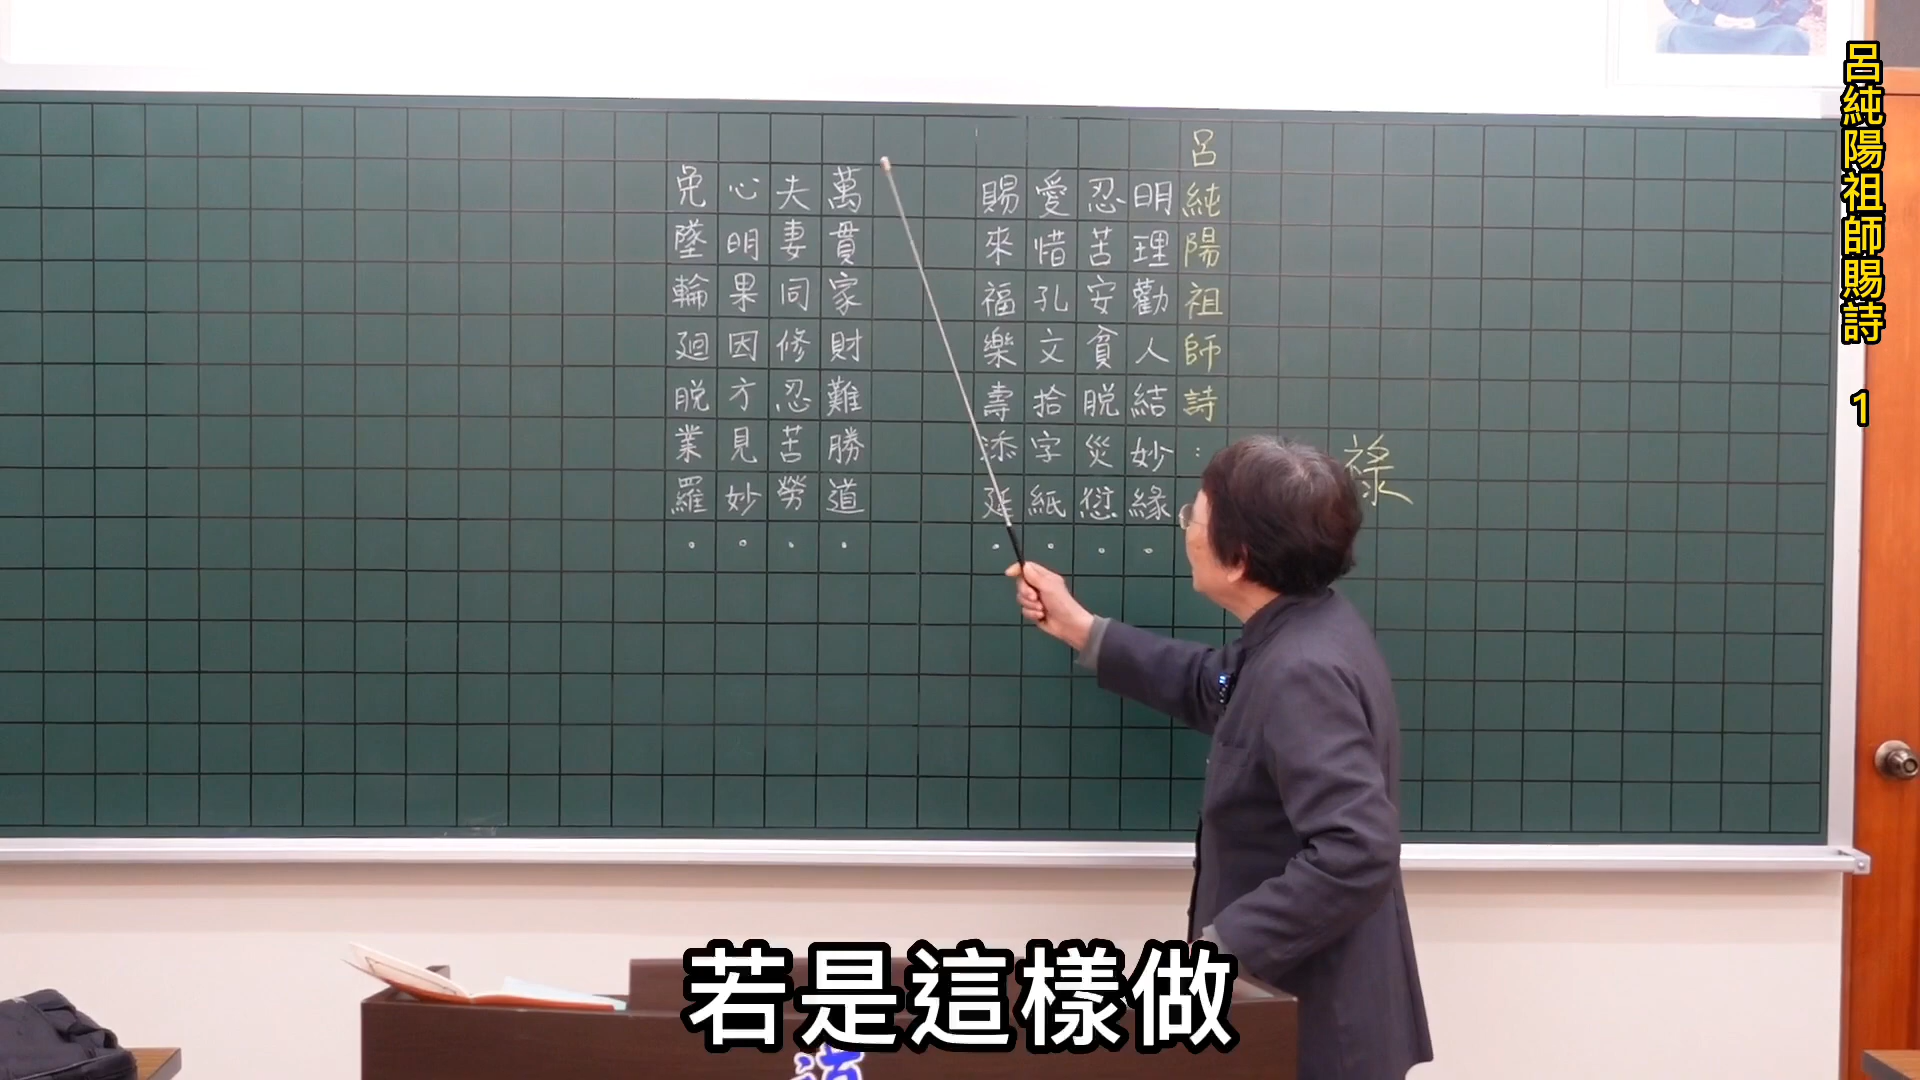 呂純陽祖師詩：
明理勸人結妙緣．
忍苦安貧脱災愆．
愛惜孔文拾字紙．
賜來福樂壽添延．
萬貫家財難勝道．
夫妻同修忍苦勞．
心明果因方見妙．
免墜輪迴脱業羅．
祿
呂純陽祖師賜詩 1
若是這樣做